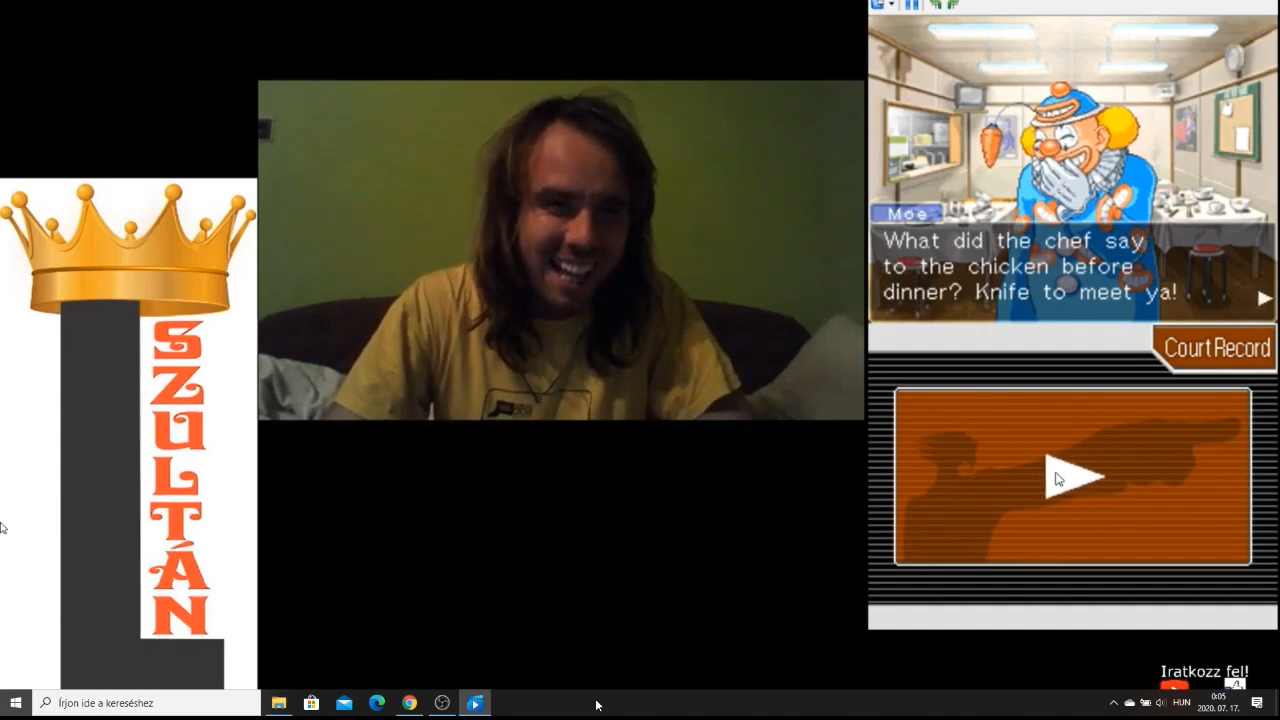 SZULTÁN
Moe
What did the chef say
to the chicken before
dinner? Knife to meet ya!
Court Record
Iratkozz fel!
Írjon ide a kereséshez
HUN
0:05
2020. 07. 17.